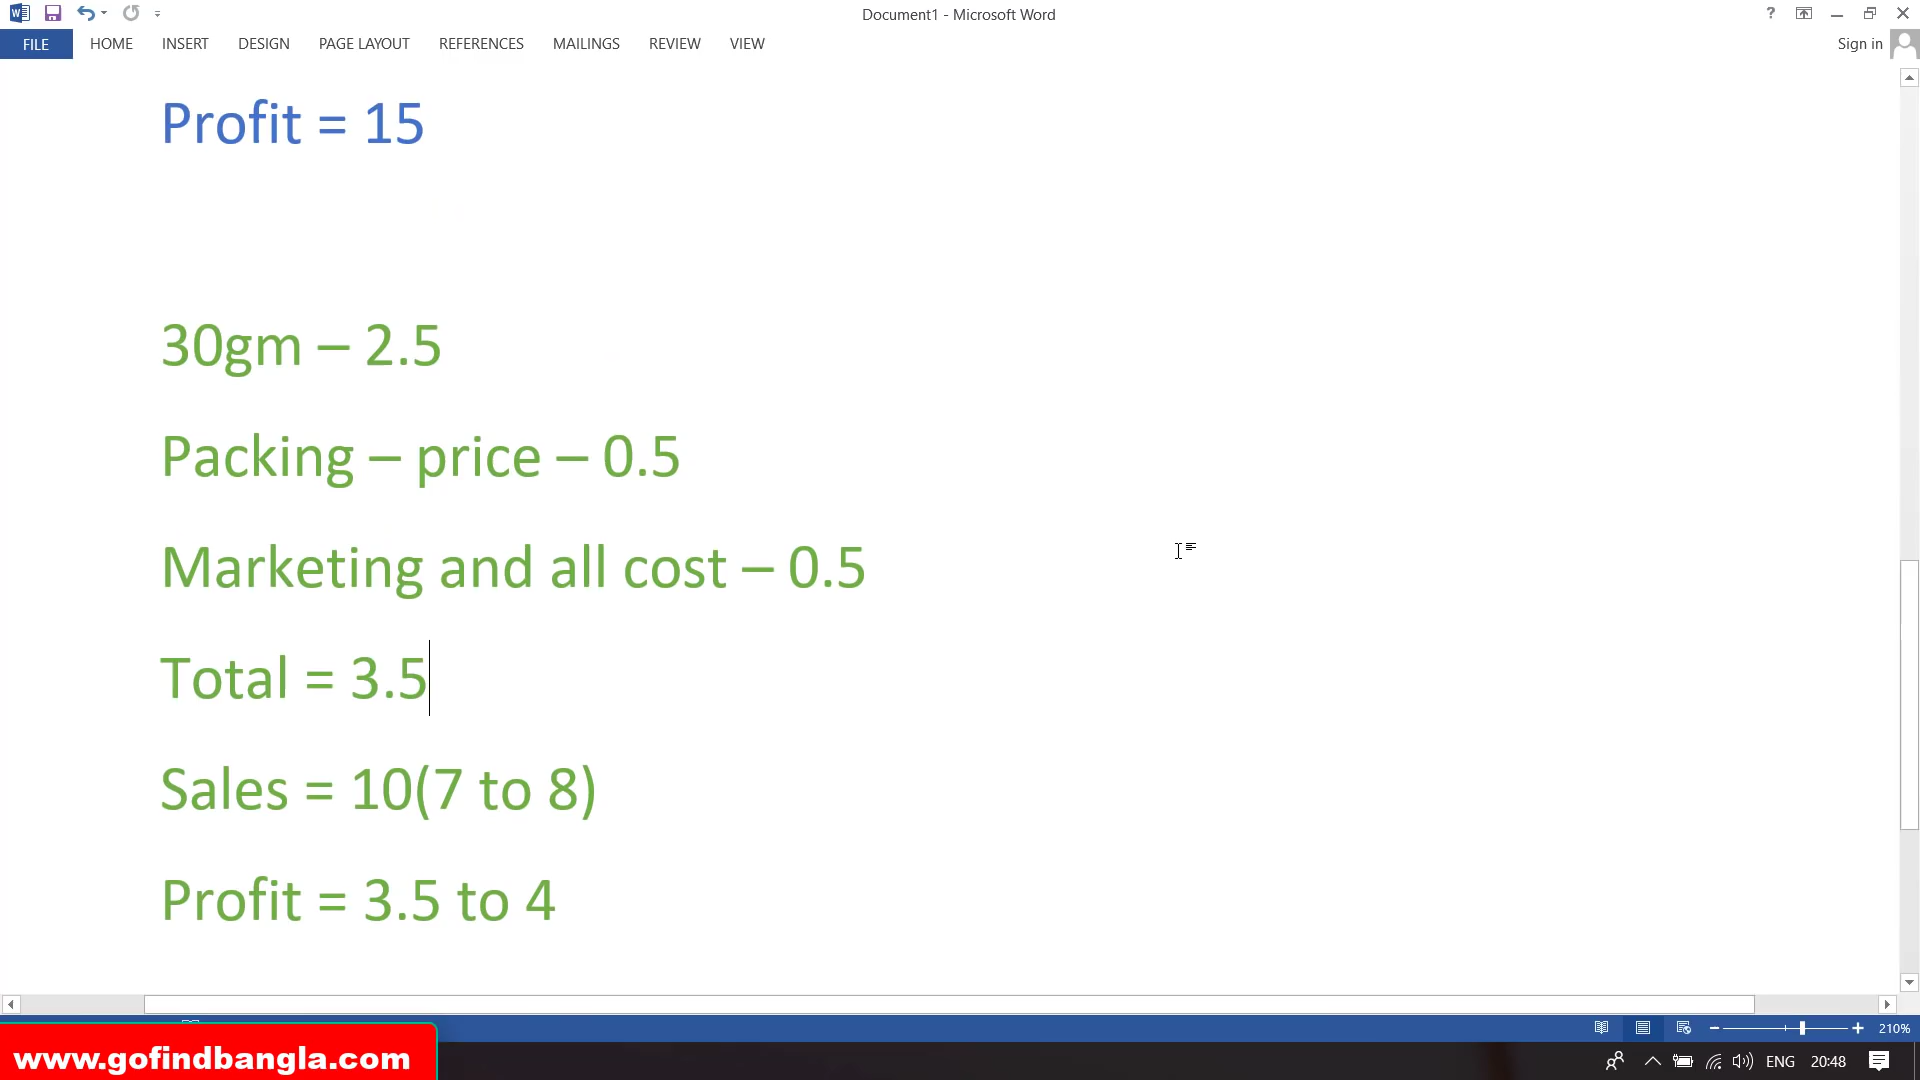 Document1 - Microsoft Word
?
FILE HOME INSERT DESIGN PAGE LAYOUT REFERENCES MAILINGS REVIEW VIEW Sign in
Profit = 15
30gm – 2.5
Packing – price – 0.5
Marketing and all cost – 0.5
Total = 3.5
Sales = 10(7 to 8)
Profit = 3.5 to 4
210%
www.gofindbangla.com
ENG 20:48